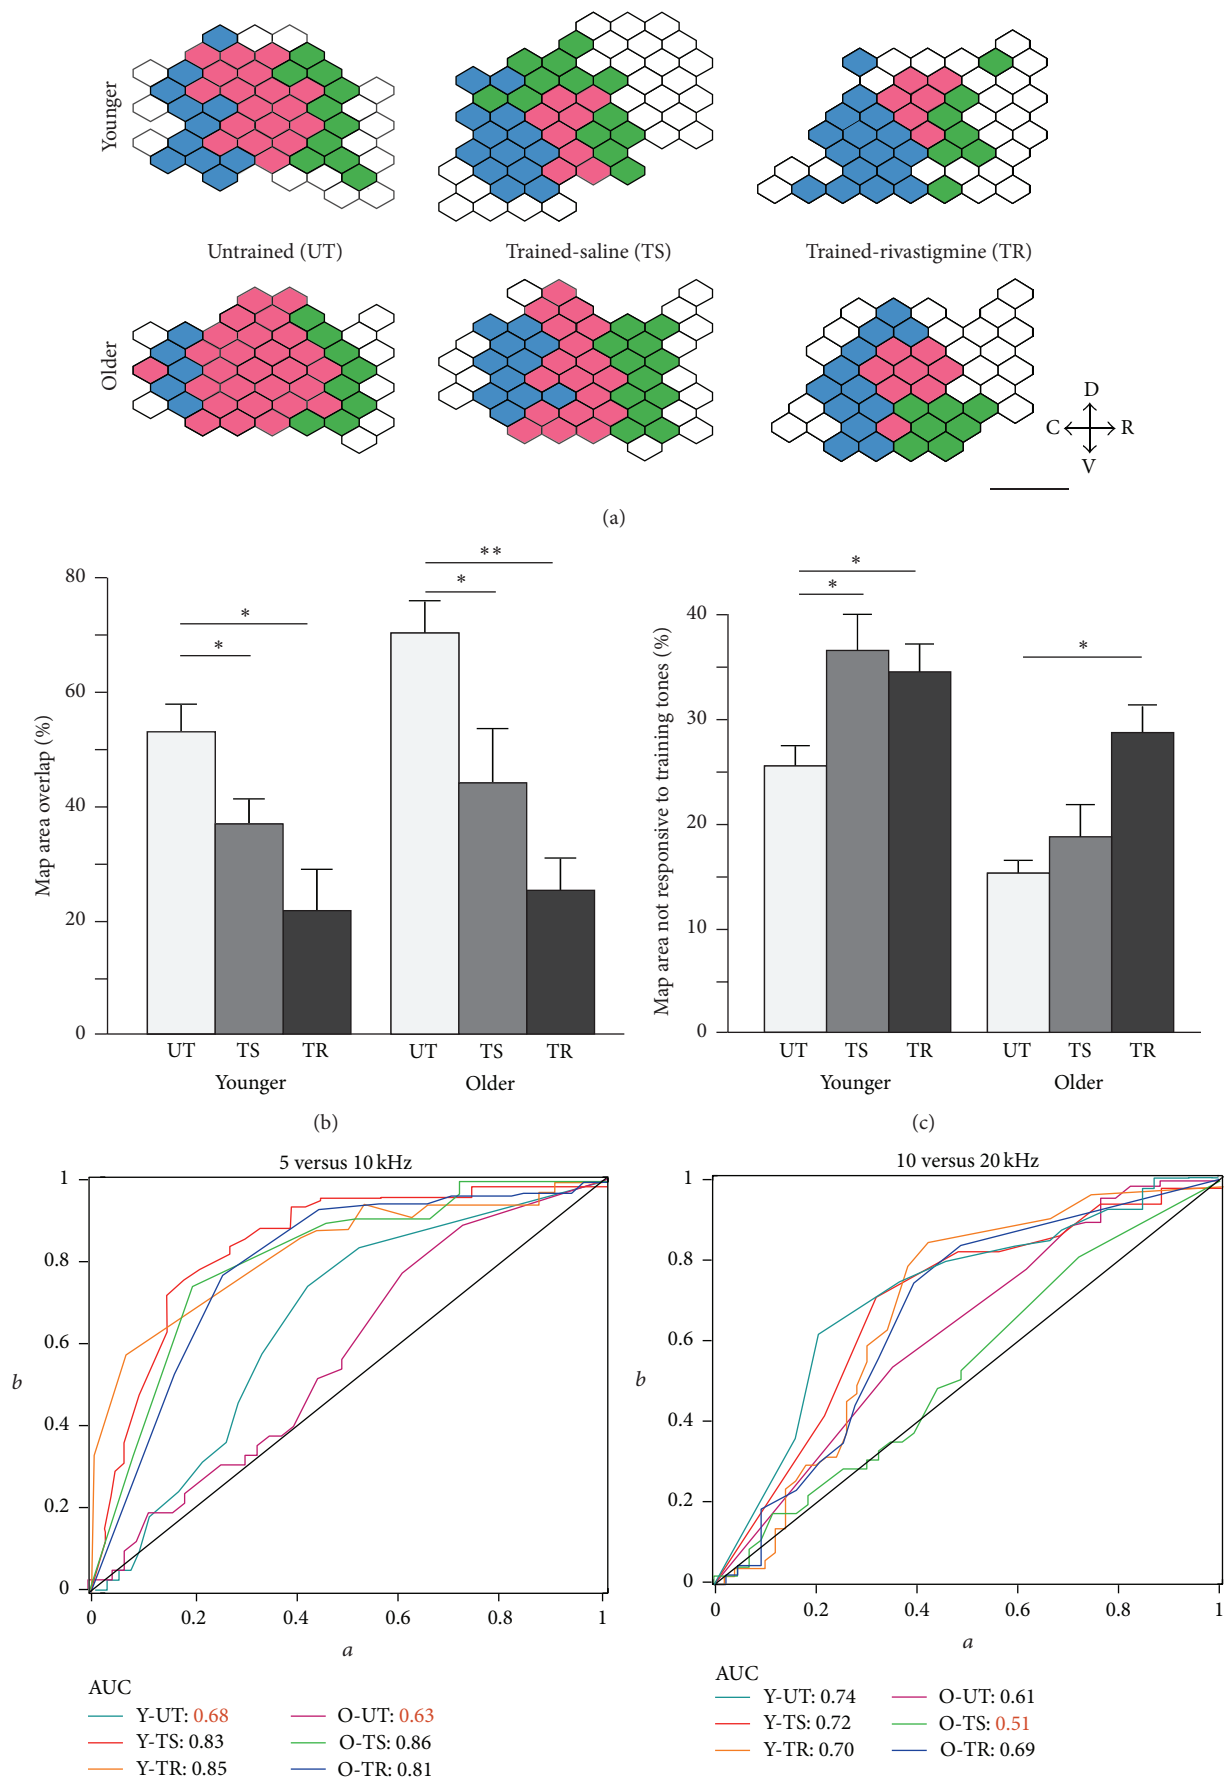 Younger
Untrained (UT)
Trained-saline (TS)
Trained-rivastigmine (TR)
Older
D
C
R
V
(a)
Map area overlap (%)
80
60
40
20
0
*
*
*
**
UT
TS
TR
UT
TS
TR
Younger
Older
(b)
Map area not responsive to training tones (%)
40
30
20
10
0
*
*
*
UT
TS
TR
UT
TS
TR
Younger
Older
(c)
5 versus 10 kHz
1
0.8
0.6
0.4
0.2
0
b
0
0.2
0.4
0.6
0.8
1
a
AUC
Y-UT: 0.68
Y-TS: 0.83
Y-TR: 0.85
O-UT: 0.63
O-TS: 0.86
O-TR: 0.81
10 versus 20 kHz
1
0.8
0.6
0.4
0.2
0
b
0
0.2
0.4
0.6
0.8
1
a
AUC
Y-UT: 0.74
Y-TS: 0.72
Y-TR: 0.70
O-UT: 0.61
O-TS: 0.51
O-TR: 0.69